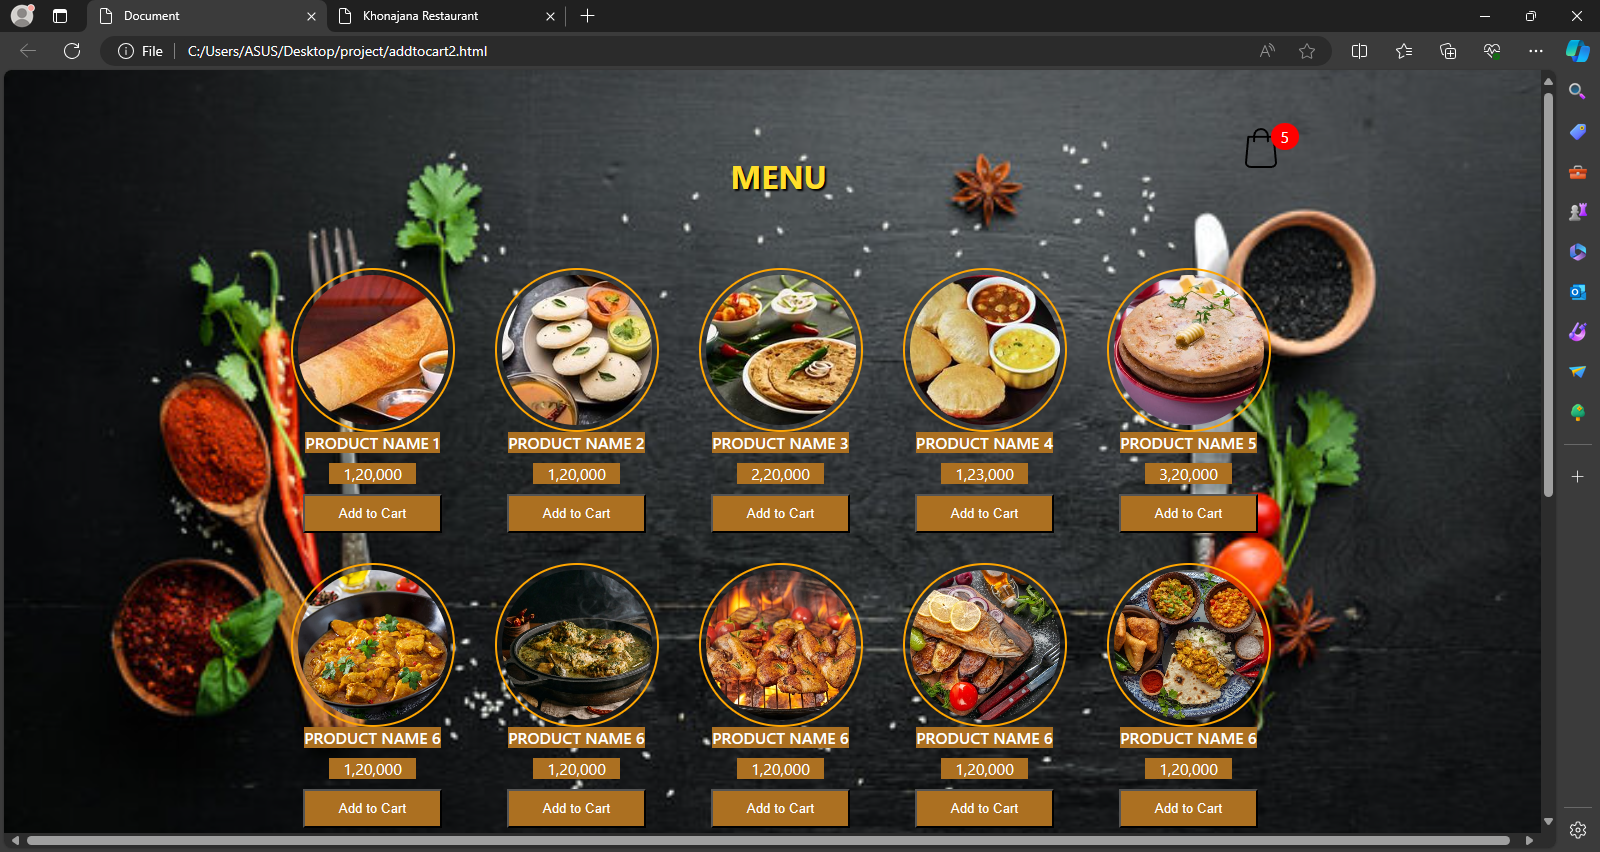 Document
Khonajana Restaurant
File
C:/Users/ASUS/Desktop/project/addtocart2.html
5
MENU
PRODUCT NAME 1
PRODUCT NAME 2
PRODUCT NAME 3
PRODUCT NAME 4
PRODUCT NAME 5
1,20,000
1,20,000
2,20,000
1,23,000
3,20,000
Add to Cart
Add to Cart
Add to Cart
Add to Cart
Add to Cart
PRODUCT NAME 6
PRODUCT NAME 6
PRODUCT NAME 6
PRODUCT NAME 6
PRODUCT NAME 6
1,20,000
1,20,000
1,20,000
1,20,000
1,20,000
Add to Cart
Add to Cart
Add to Cart
Add to Cart
Add to Cart